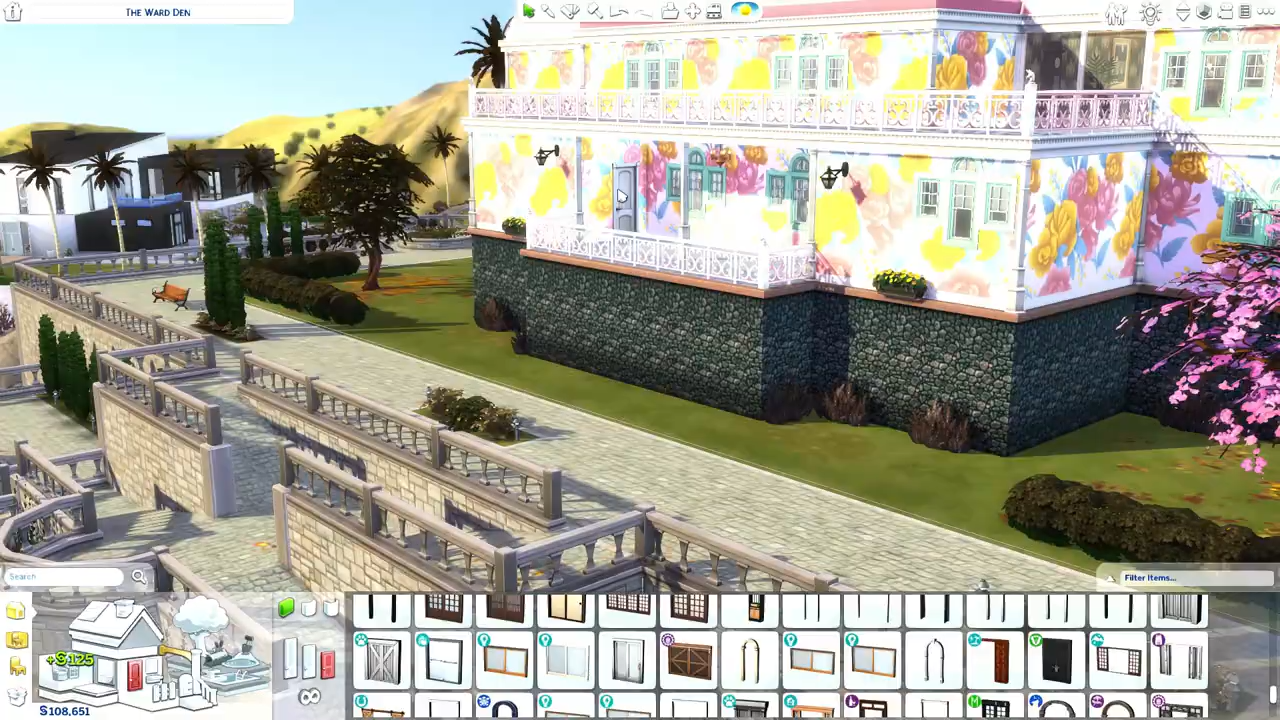 THE WARD DEN
Search
Filter Items...
+§125
§108,651